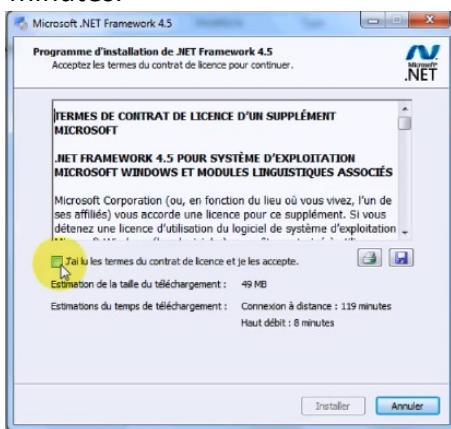 minutes.
Microsoft .NET Framework 4.5
Programme d'installation de .NET Framework 4.5
Acceptez les termes du contrat de licence pour continuer.
Microsoft®
.NET
TERMES DE CONTRAT DE LICENCE D'UN SUPPLÉMENT
MICROSOFT
.NET FRAMEWORK 4.5 POUR SYSTÈME D'EXPLOITATION
MICROSOFT WINDOWS ET MODULES LINGUISTIQUES ASSOCIÉS
Microsoft Corporation (ou, en fonction du lieu où vous vivez, l'un de
ses affiliés) vous accorde une licence pour ce supplément. Si vous
détenez une licence d'utilisation du logiciel de système d'exploitation
J'ai lu les termes du contrat de licence et je les accepte.
Estimation de la taille du téléchargement : 49 MB
Estimations du temps de téléchargement : Connexion à distance : 119 minutes
Haut débit : 8 minutes
Installer
Annuler